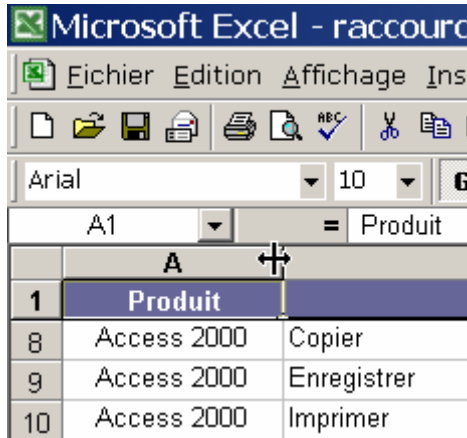 Microsoft Excel - raccourc
Fichier Edition Affichage Ins
ABC
Arial 10 G
A1 = Produit
A
1 Produit
8 Access 2000 Copier
9 Access 2000 Enregistrer
10 Access 2000 Imprimer